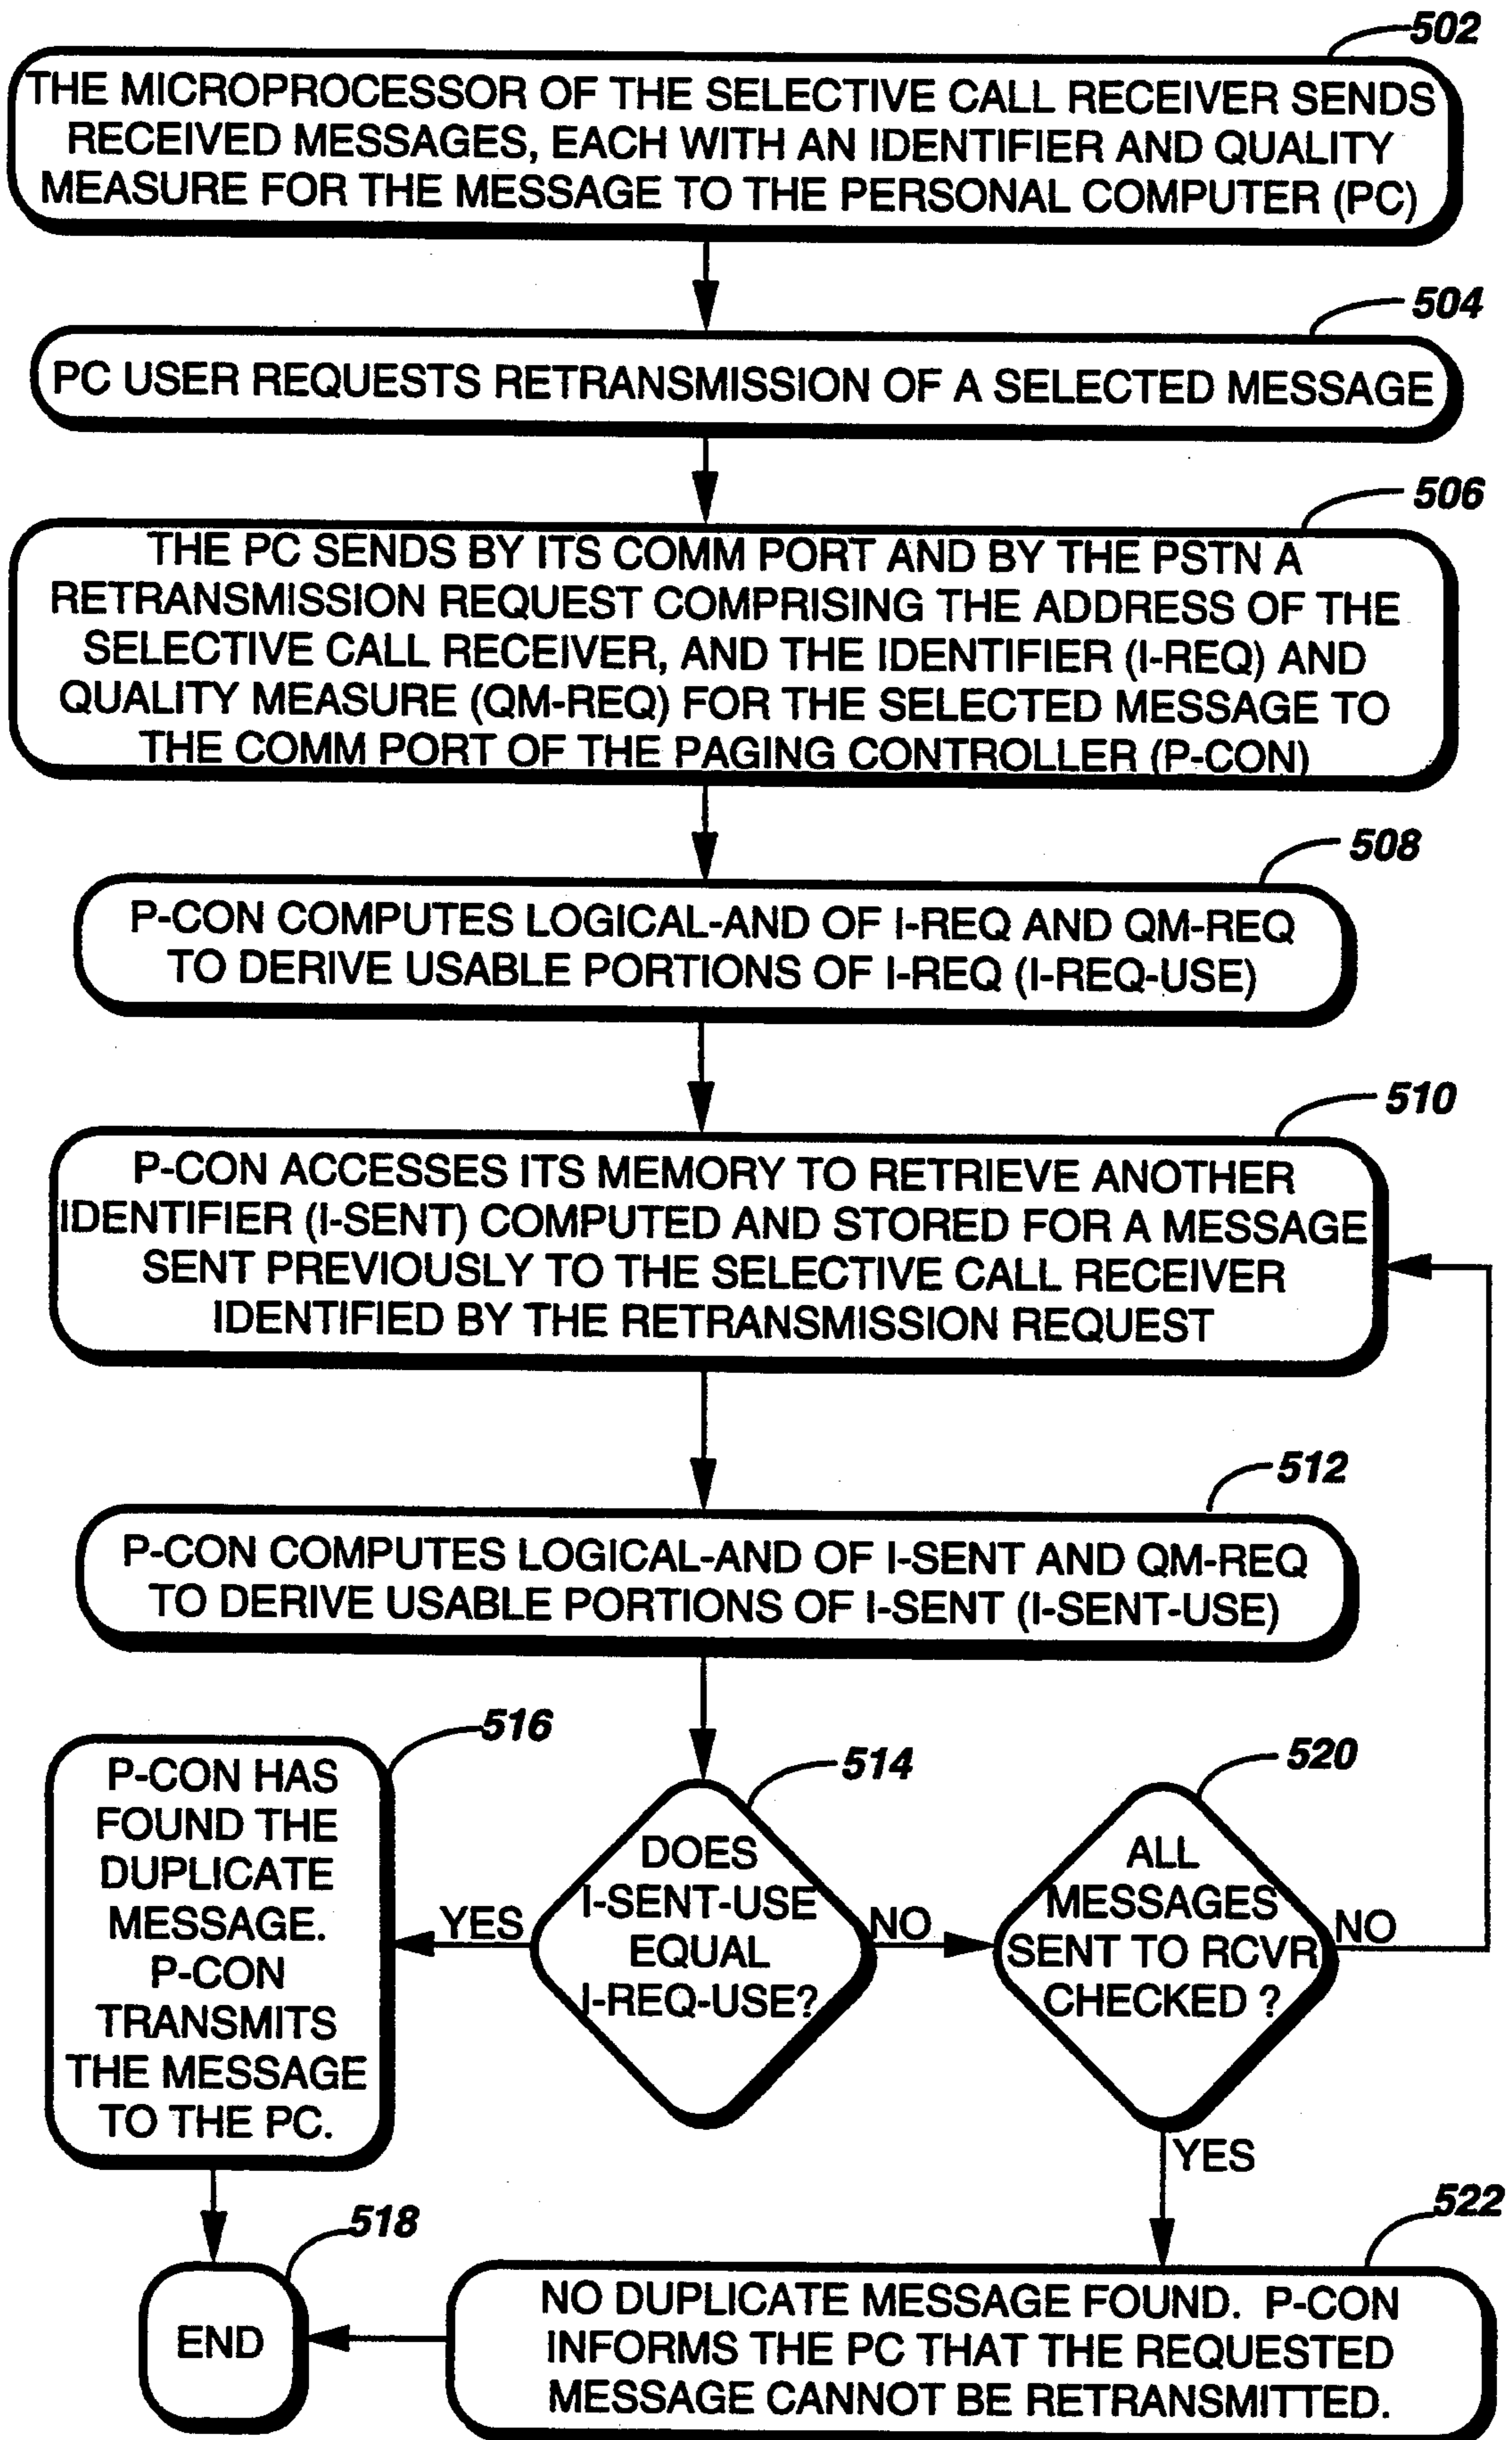 502
THE MICROPROCESSOR OF THE SELECTIVE CALL RECEIVER SENDS
RECEIVED MESSAGES, EACH WITH AN IDENTIFIER AND QUALITY
MEASURE FOR THE MESSAGE TO THE PERSONAL COMPUTER (PC)
504
PC USER REQUESTS RETRANSMISSION OF A SELECTED MESSAGE
506
THE PC SENDS BY ITS COMM PORT AND BY THE PSTN A
RETRANSMISSION REQUEST COMPRISING THE ADDRESS OF THE
SELECTIVE CALL RECEIVER, AND THE IDENTIFIER (I-REQ) AND
QUALITY MEASURE (QM-REQ) FOR THE SELECTED MESSAGE TO
THE COMM PORT OF THE PAGING CONTROLLER (P-CON)
508
P-CON COMPUTES LOGICAL-AND OF I-REQ AND QM-REQ
TO DERIVE USABLE PORTIONS OF I-REQ (I-REQ-USE)
510
P-CON ACCESSES ITS MEMORY TO RETRIEVE ANOTHER
IDENTIFIER (I-SENT) COMPUTED AND STORED FOR A MESSAGE
SENT PREVIOUSLY TO THE SELECTIVE CALL RECEIVER
IDENTIFIED BY THE RETRANSMISSION REQUEST
512
P-CON COMPUTES LOGICAL-AND OF I-SENT AND QM-REQ
TO DERIVE USABLE PORTIONS OF I-SENT (I-SENT-USE)
516
P-CON HAS
FOUND THE
DUPLICATE
MESSAGE.
P-CON
TRANSMITS
THE MESSAGE
TO THE PC.
YES
514
DOES
I-SENT-USE
EQUAL
I-REQ-USE?
NO
520
ALL
MESSAGES
SENT TO RCVR
CHECKED ?
NO
YES
518
END
522
NO DUPLICATE MESSAGE FOUND. P-CON
INFORMS THE PC THAT THE REQUESTED
MESSAGE CANNOT BE RETRANSMITTED.